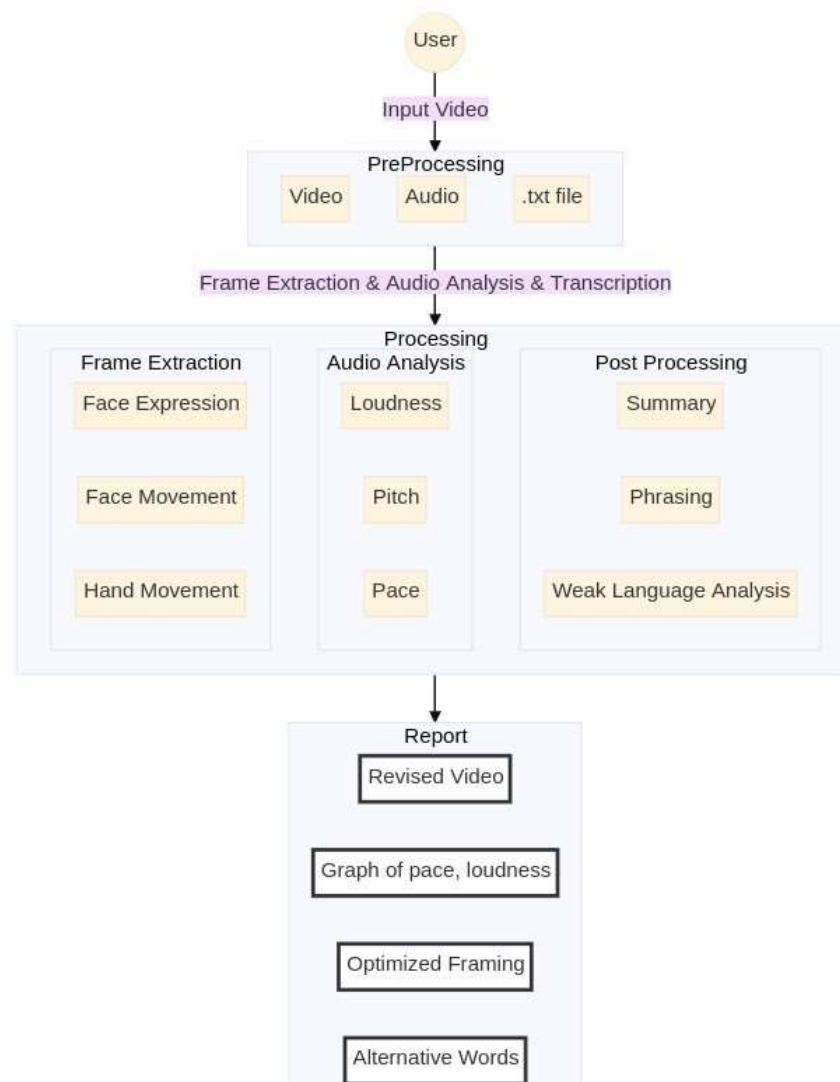 User
Input Video
PreProcessing
Video Audio .txt file
Frame Extraction & Audio Analysis & Transcription
Processing
Frame Extraction
Face Expression
Face Movement
Hand Movement
Audio Analysis
Loudness
Pitch
Pace
Post Processing
Summary
Phrasing
Weak Language Analysis
Report
Revised Video
Graph of pace, loudness
Optimized Framing
Alternative Words